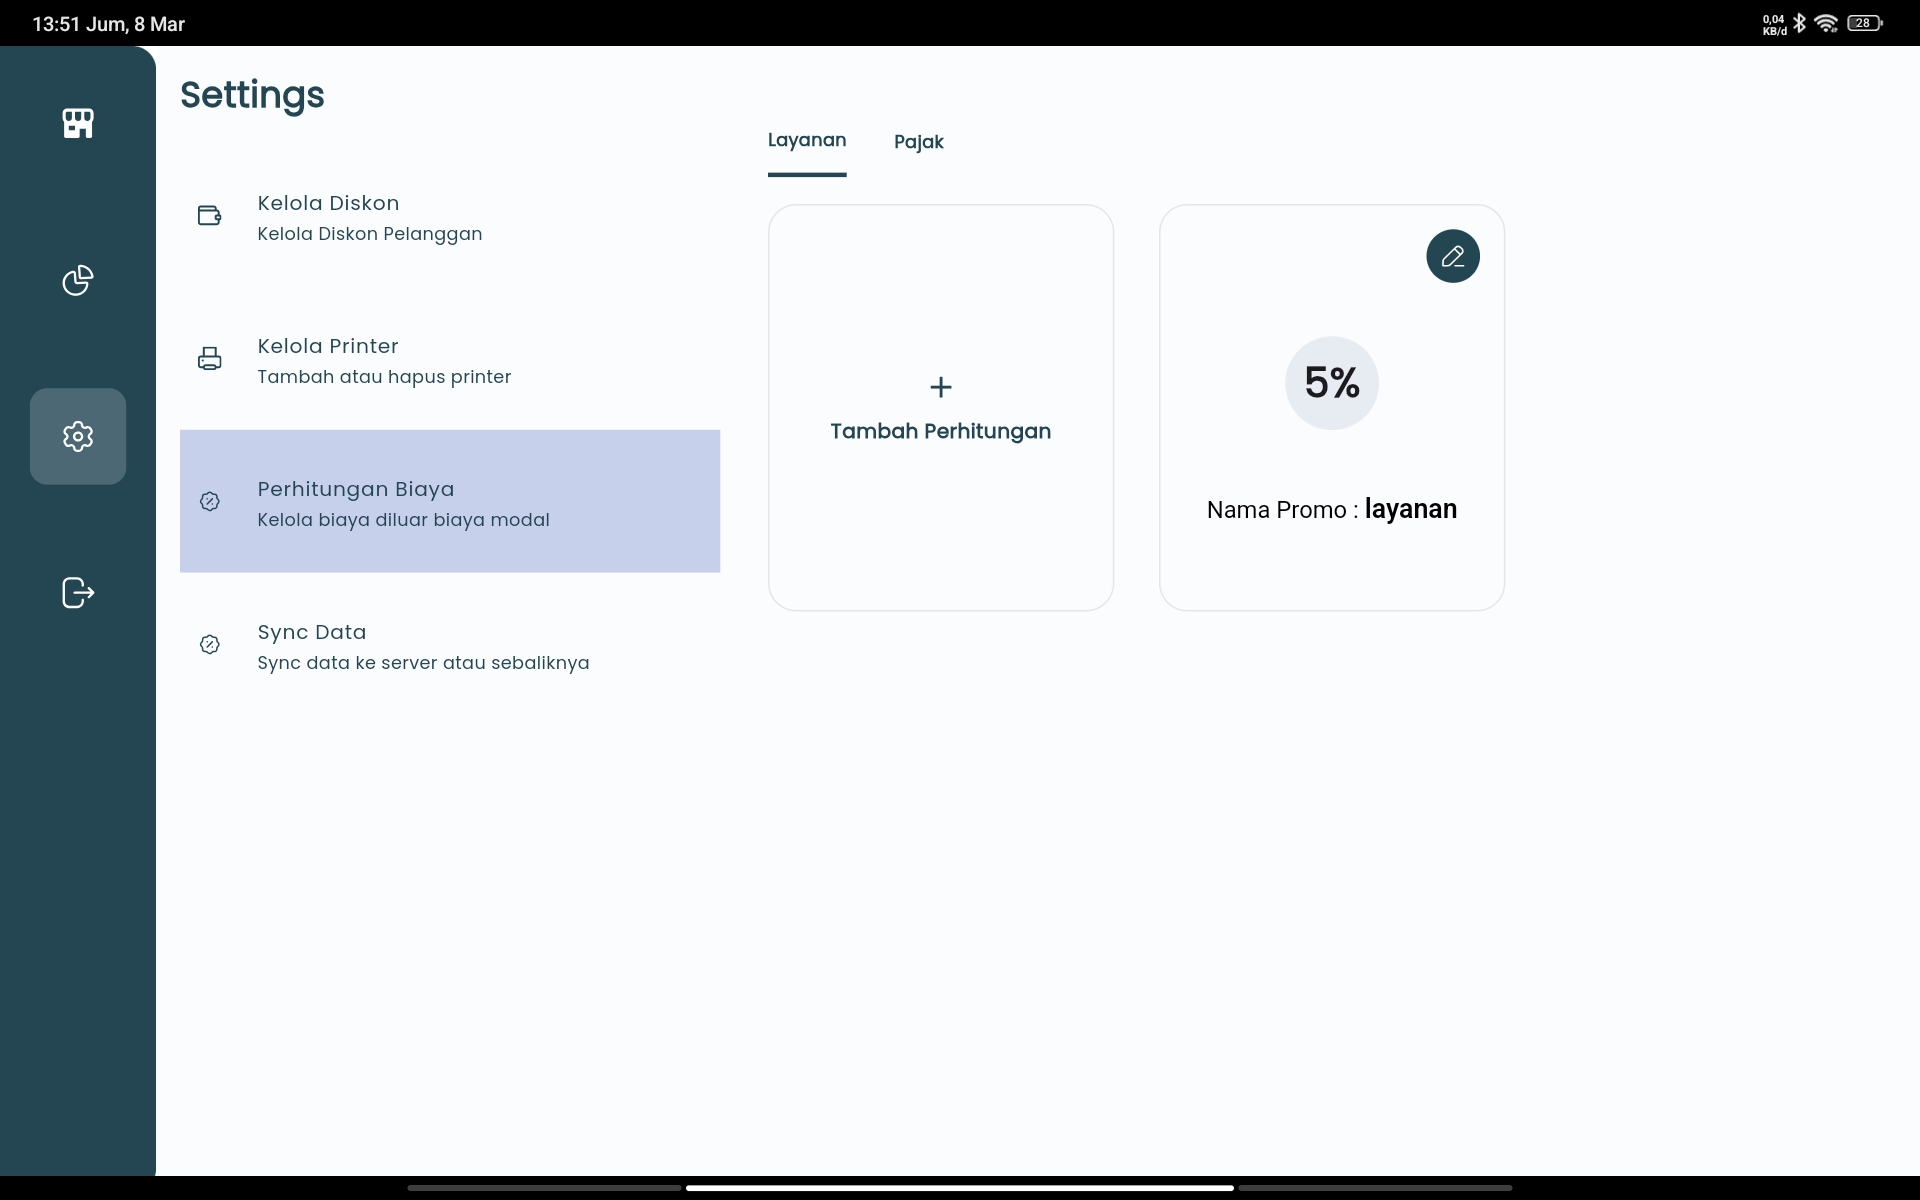 13:51 Jum, 8 Mar
0,04
KB/d
28
Settings
Layanan
Pajak
Kelola Diskon
Kelola Diskon Pelanggan
Kelola Printer
Tambah atau hapus printer
Perhitungan Biaya
Kelola biaya diluar biaya modal
Sync Data
Sync data ke server atau sebaliknya
+
Tambah Perhitungan
5%
Nama Promo : layanan